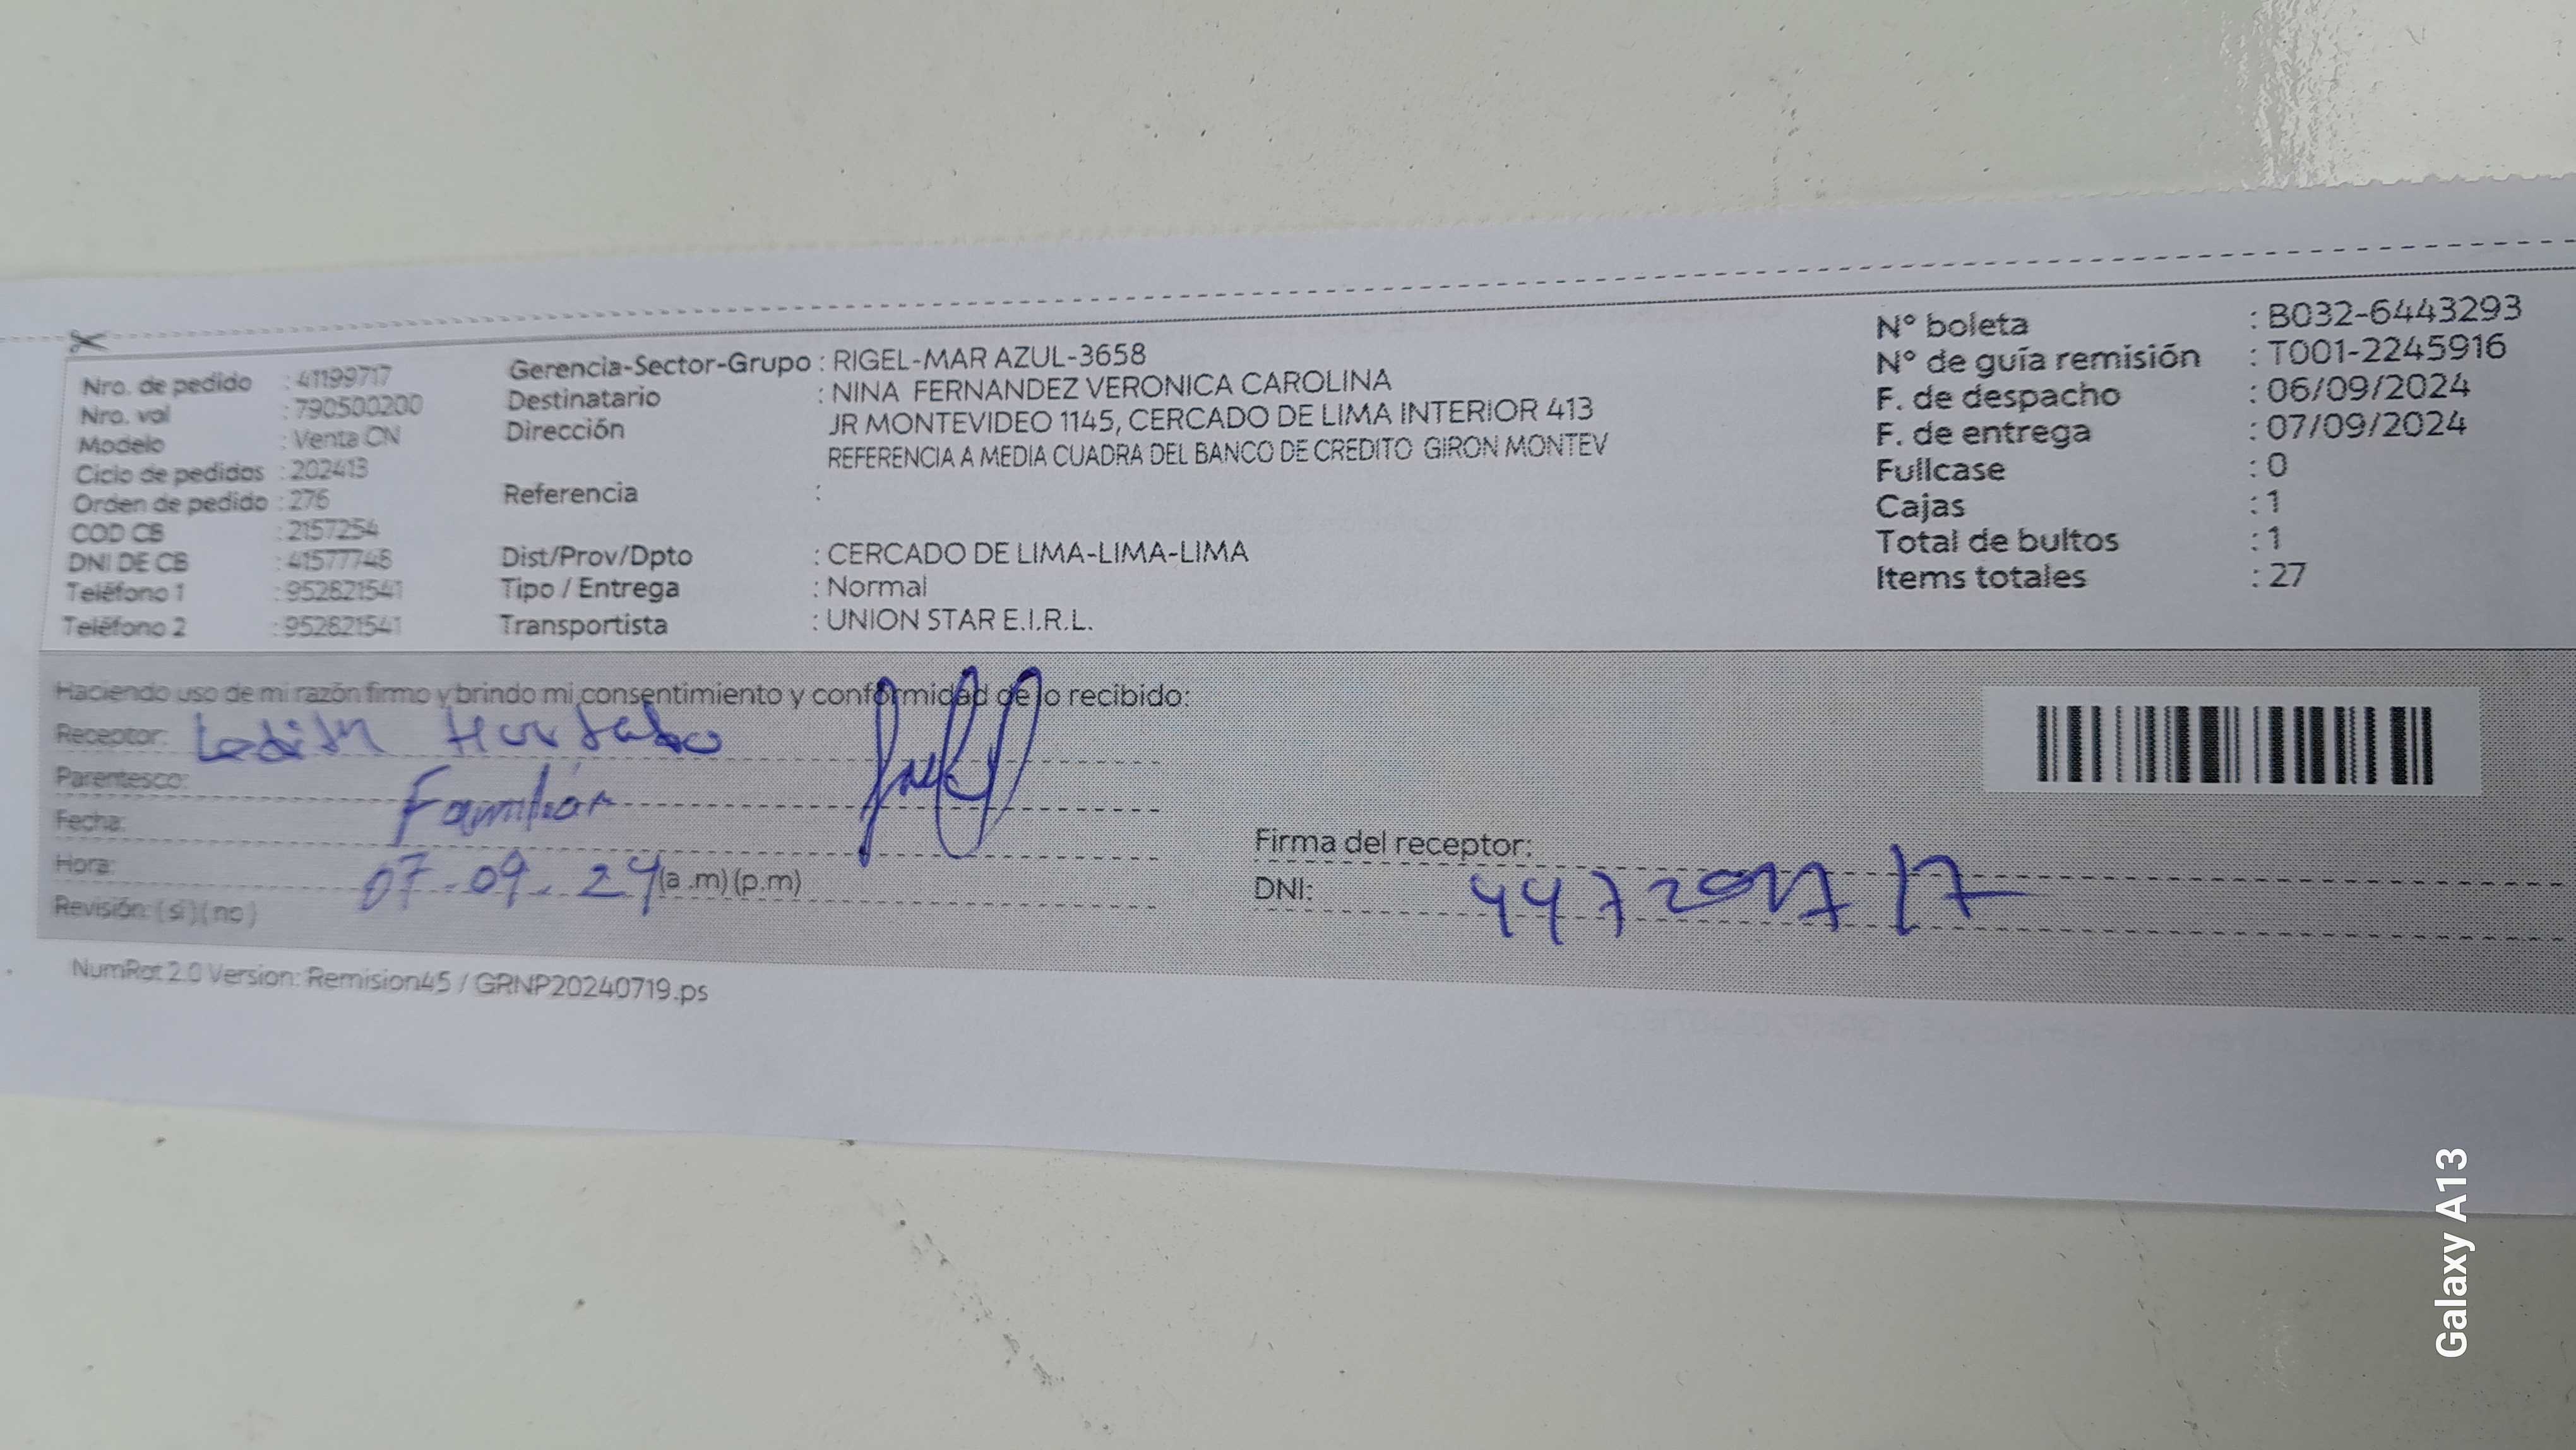 Nro. de pedido : 41199717
Nro. val : 790500200
Modelo : Venta CN
Ciclo de pedidos : 202413
Orden de pedido : 276
COD CB : 2157254
DNI DE CB : 41577748
Teléfono 1 : 952821541
Teléfono 2 : 952821541
Gerencia-Sector-Grupo : RIGEL-MAR AZUL-3658
Destinatario : NINA FERNANDEZ VERONICA CAROLINA
Dirección JR MONTEVIDEO 1145, CERCADO DE LIMA INTERIOR 413
REFERENCIA A MEDIA CUADRA DEL BANCO DE CREDITO GIRON MONTEV
Referencia :
Dist/Prov/Dpto : CERCADO DE LIMA-LIMA-LIMA
Tipo / Entrega : Normal
Transportista : UNION STAR E.I.R.L.
N° boleta : B032-6443293
N° de guía remisión : T001-2245916
F. de despacho : 06/09/2024
F. de entrega : 07/09/2024
Fullcase : 0
Cajas : 1
Total de bultos : 1
Items totales : 27
Haciendo uso de mi razón firmo y brindo mi consentimiento y conformidad de lo recibido:
Receptor: Hurtado
Parentesco: Familiar
Fecha:
Hora: 07-09-24 (a.m) (p.m)
Revisión: (si) (no)
Firma del receptor:
DNI:
NumRot 2.0 Version: Remision45 / GRNP20240719.ps
Galaxy A13